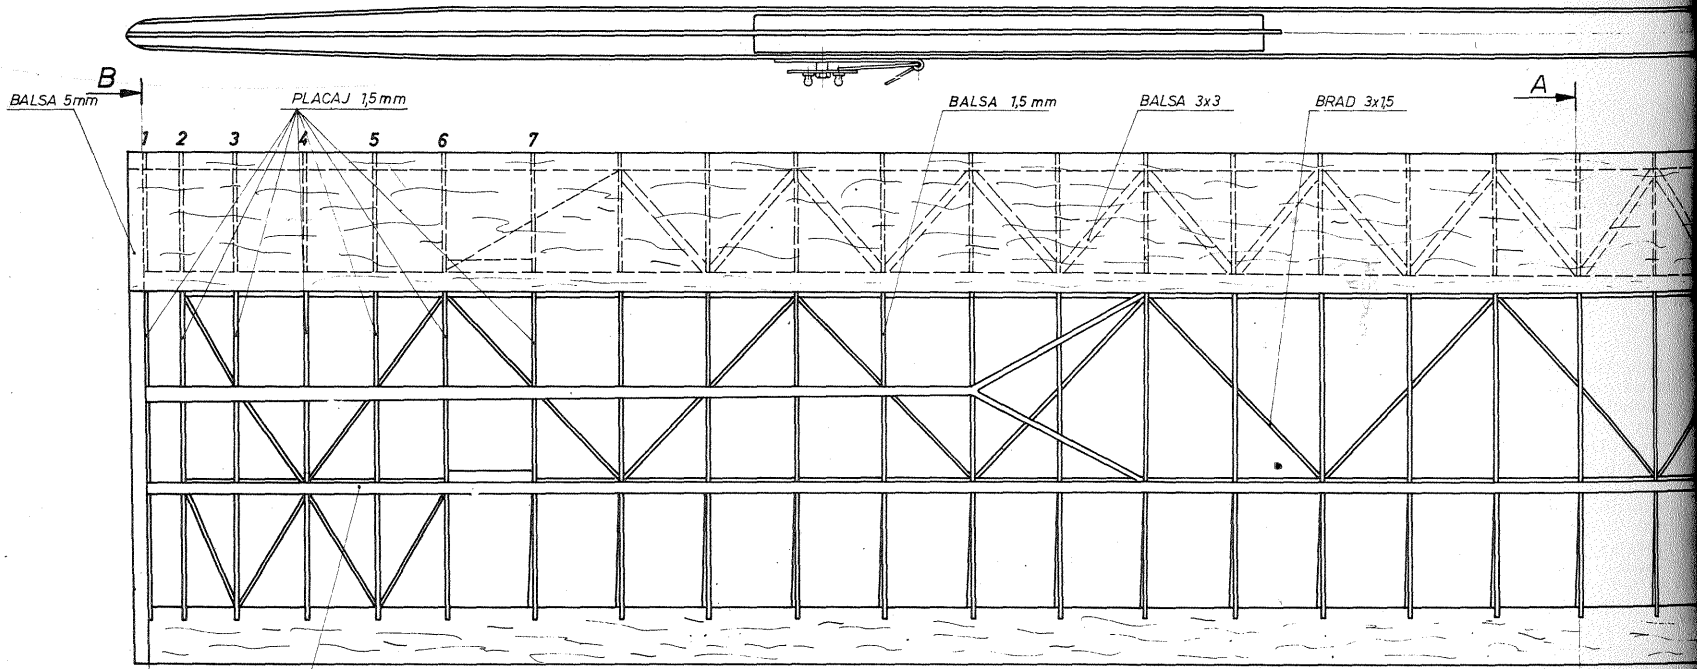 B
A
BALSA 5mm
PLACAJ 1,5mm
BALSA 1,5 mm
BALSA 3x3
BRAD 3x1,5
1 2 3 4 5 6 7